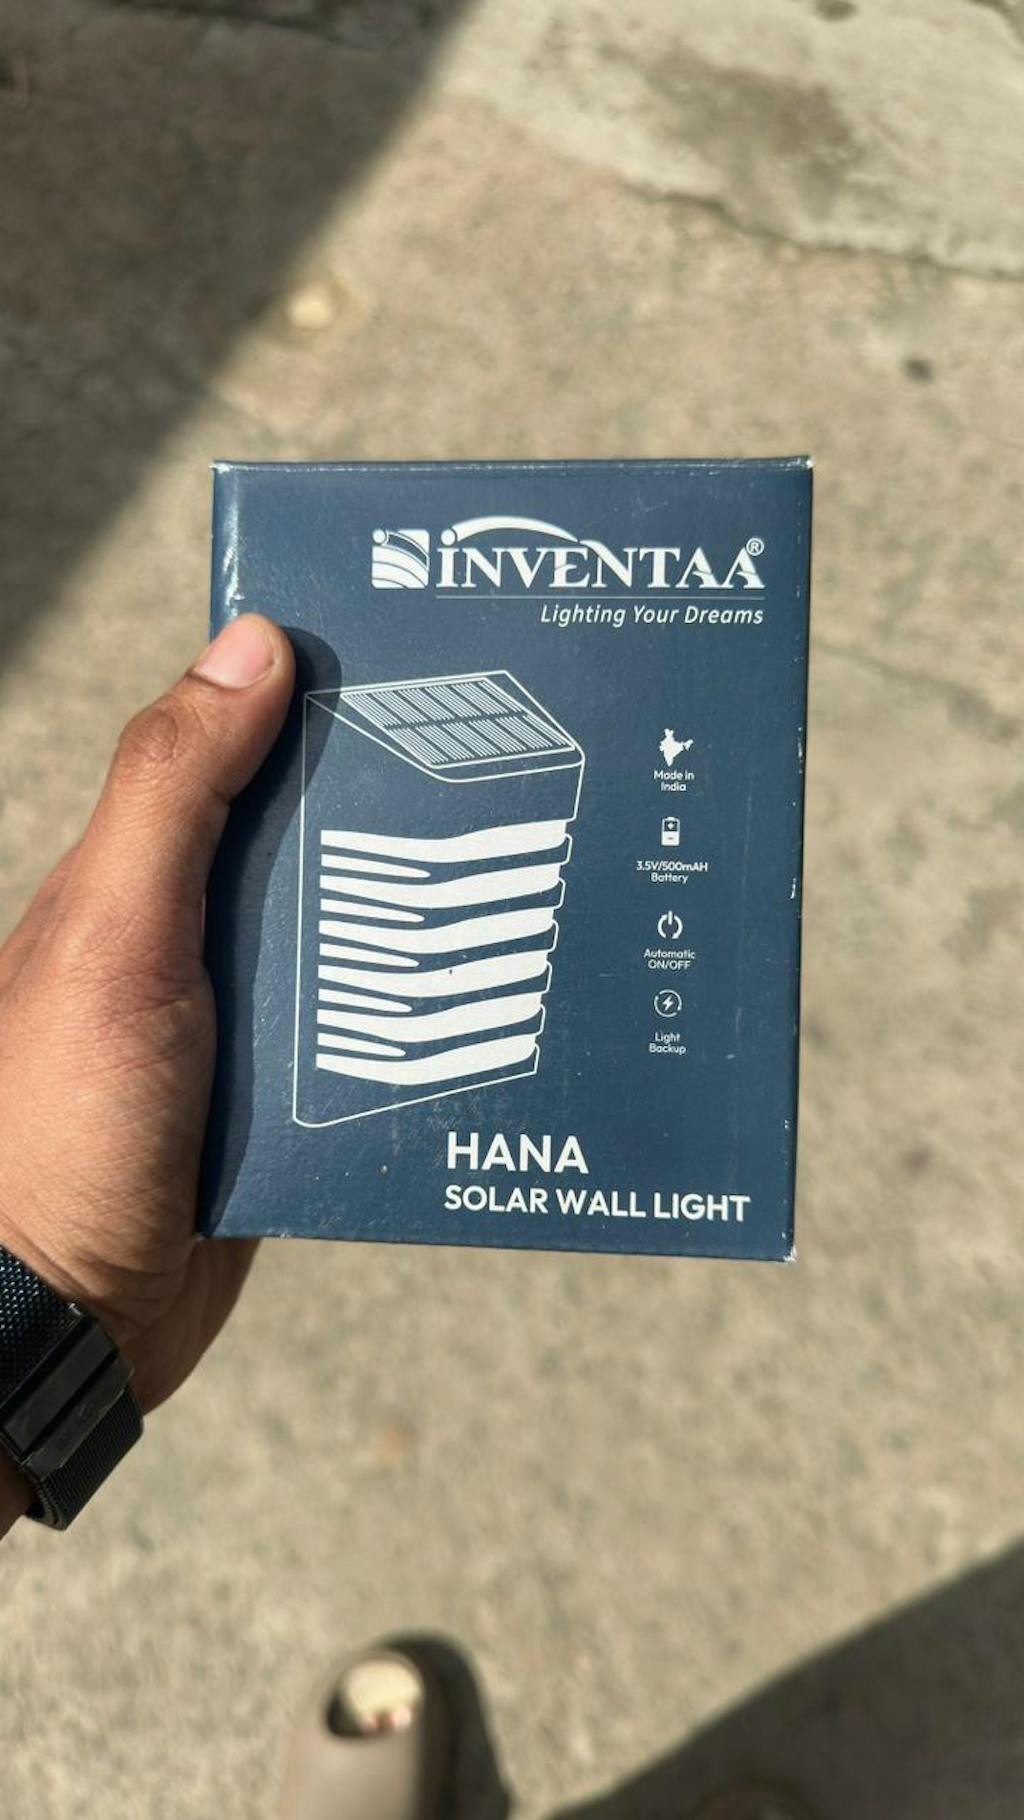 INVENTAA®
Lighting Your Dreams
Made in
India
3.5V/500mAH
Battery
Automatic
ON/OFF
Light
Backup
HANA
SOLAR WALL LIGHT